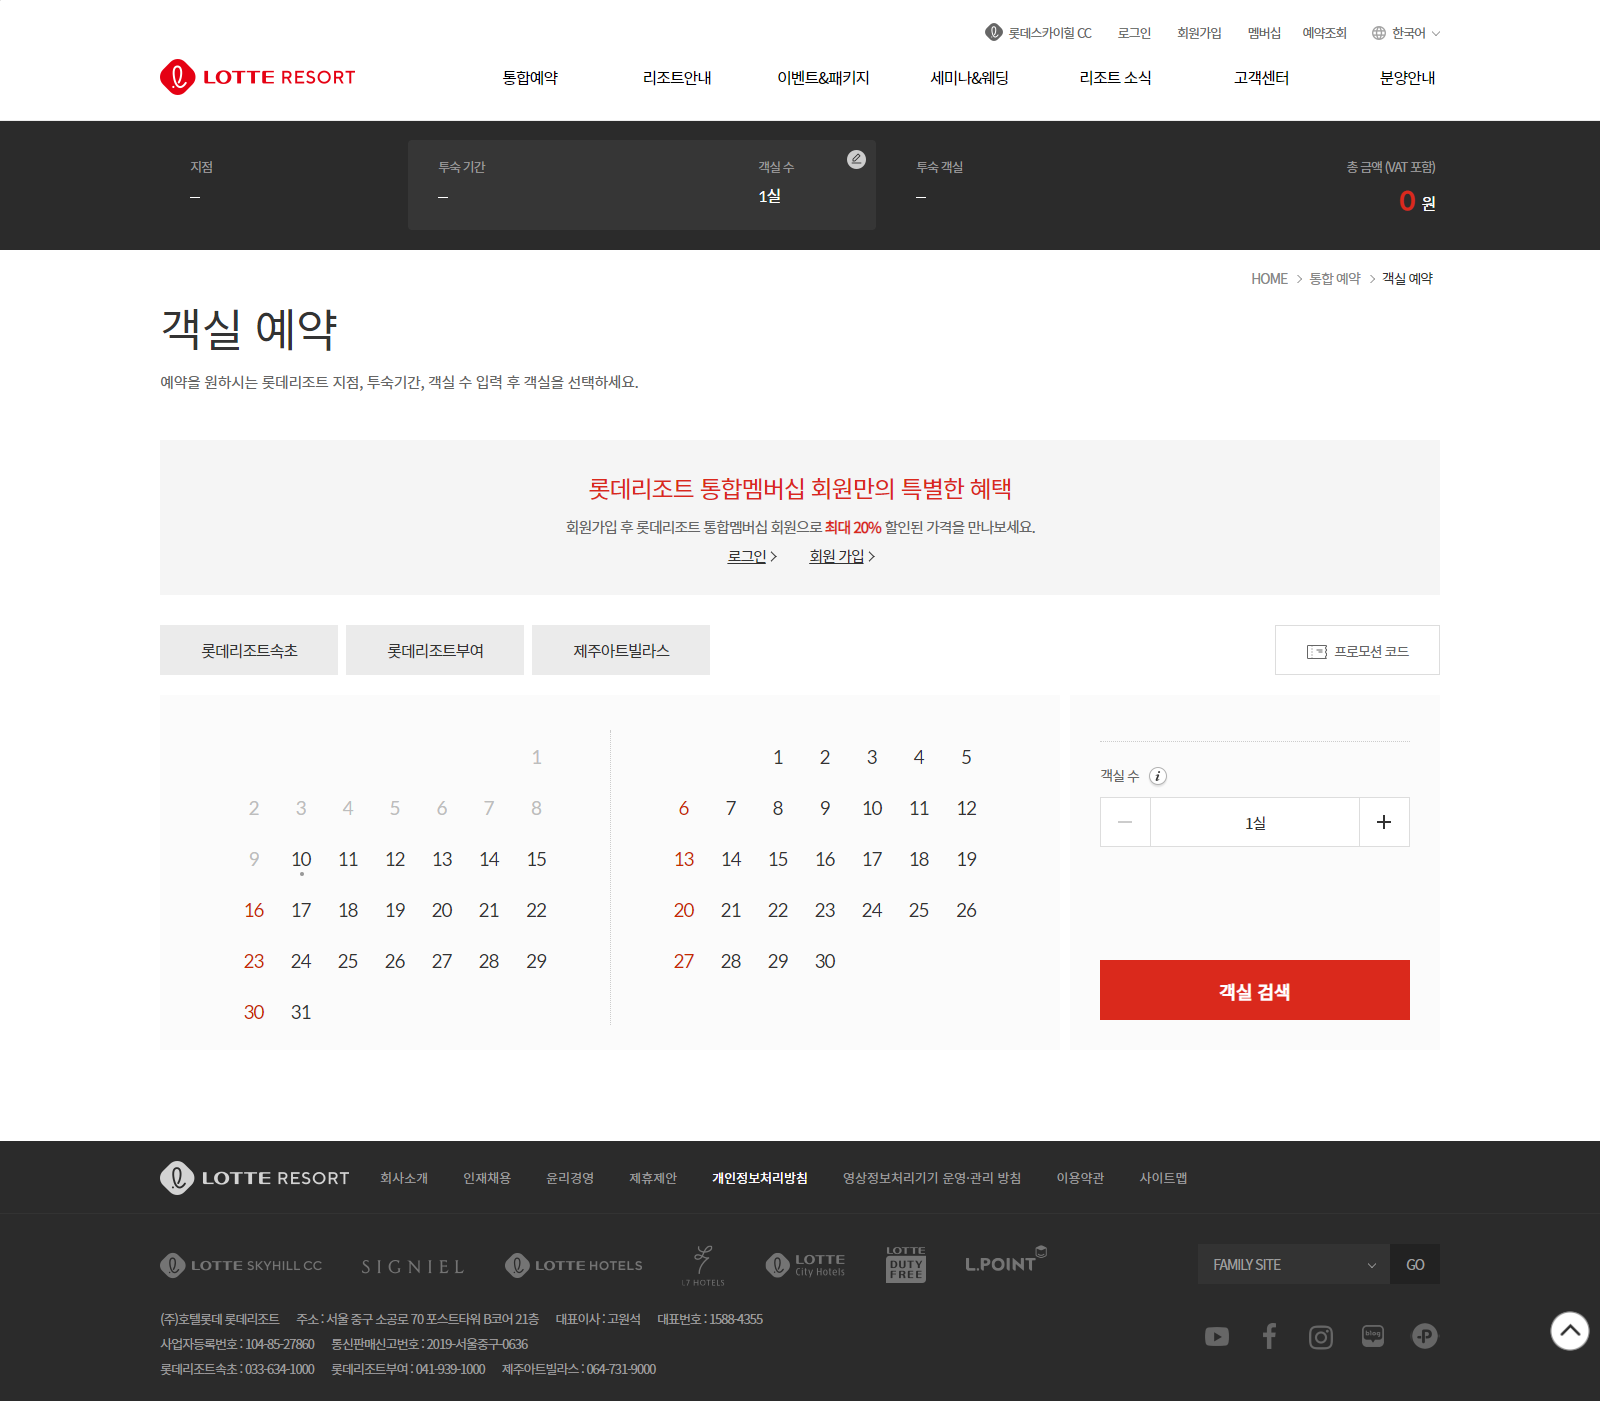 롯데스카이힐 CC 로그인 회원가입 멤버십 예약조회 한국어
LOTTE RESORT 통합예약 리조트안내 이벤트&패키지 세미나&웨딩 리조트 소식 고객센터 분양안내
지점 투숙 기간 객실 수 투숙 객실 총 금액 (VAT 포함)
– – 1실 – 0 원
HOME > 통합 예약 > 객실 예약
객실 예약
예약을 원하시는 롯데리조트 지점, 투숙기간, 객실 수 입력 후 객실을 선택하세요.
롯데리조트 통합멤버십 회원만의 특별한 혜택
회원가입 후 롯데리조트 통합멤버십 회원으로 최대 20% 할인된 가격을 만나보세요.
로그인 > 회원 가입 >
롯데리조트속초 롯데리조트부여 제주아트빌라스 프로모션 코드
1
2 3 4 5 6 7 8
9 10 11 12 13 14 15
16 17 18 19 20 21 22
23 24 25 26 27 28 29
30 31
1 2 3 4 5
6 7 8 9 10 11 12
13 14 15 16 17 18 19
20 21 22 23 24 25 26
27 28 29 30
객실 수 i
− 1실 +
객실 검색
LOTTE RESORT 회사소개 인재채용 윤리경영 제휴제안 개인정보처리방침 영상정보처리기기 운영·관리 방침 이용약관 사이트맵
LOTTE SKYHILL CC SIGNIEL LOTTE HOTELS L7 HOTELS LOTTE City Hotels LOTTE DUTY FREE L.POINT FAMILY SITE GO
(주)호텔롯데 롯데리조트 주소 : 서울 중구 소공로 70 포스트타워 B코어 21층 대표이사 : 고원석 대표번호 : 1588-4355
사업자등록번호 : 104-85-27860 통신판매신고번호 : 2019-서울중구-0636
롯데리조트속초 : 033-634-1000 롯데리조트부여 : 041-939-1000 제주아트빌라스 : 064-731-9000
blog
P